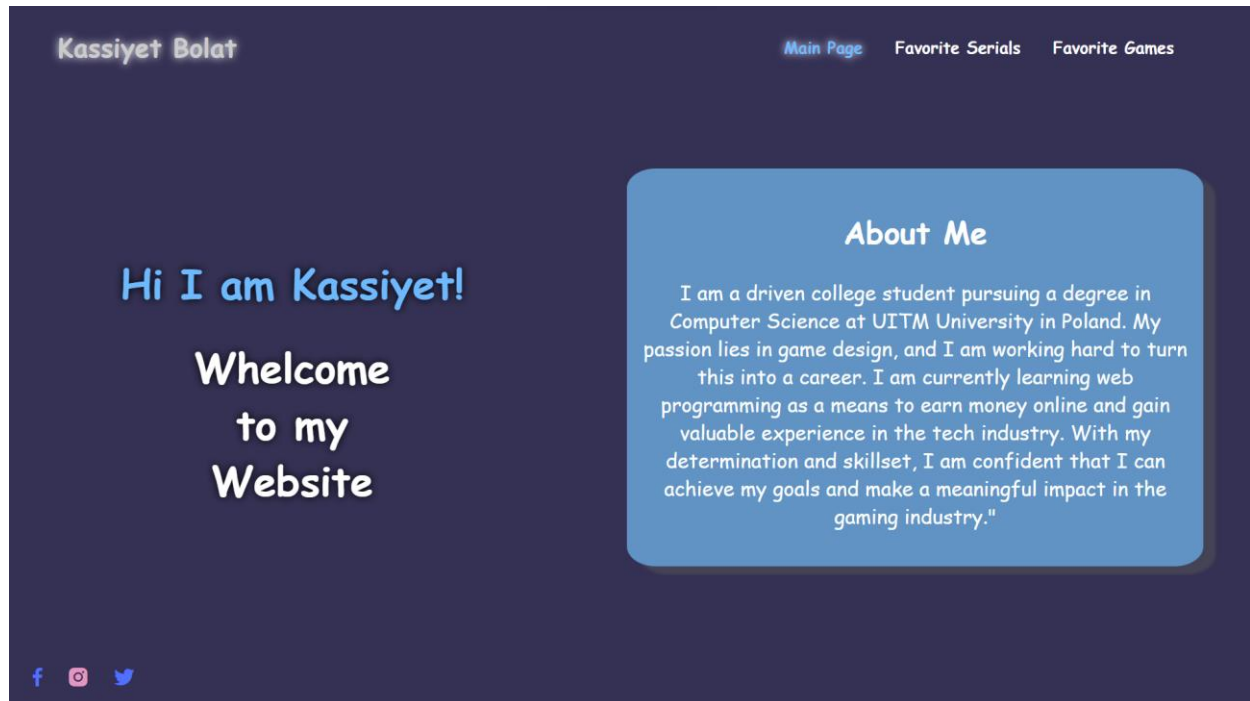 Kassiyet Bolat
Main Page
Favorite Serials
Favorite Games
Hi I am Kassiyet!
Whelcome
to my
Website
About Me
I am a driven college student pursuing a degree in
Computer Science at UITM University in Poland. My
passion lies in game design, and I am working hard to turn
this into a career. I am currently learning web
programming as a means to earn money online and gain
valuable experience in the tech industry. With my
determination and skillset, I am confident that I can
achieve my goals and make a meaningful impact in the
gaming industry."